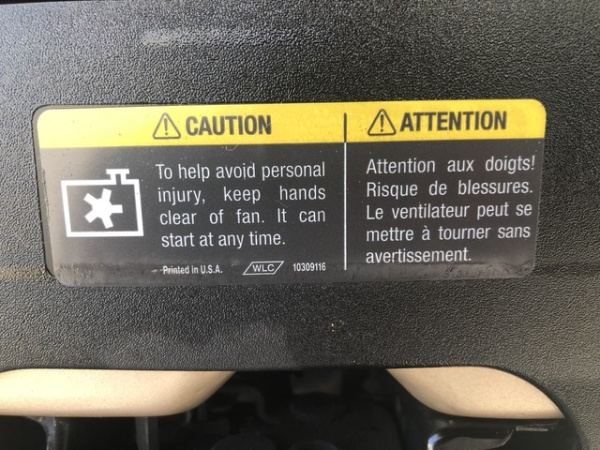 CAUTION
To help avoid personal
injury, keep hands
clear of fan. It can
start at any time.
Printed in U.S.A. WLC 10309116
ATTENTION
Attention aux doigts!
Risque de blessures.
Le ventilateur peut se
mettre à tourner sans
avertissement.